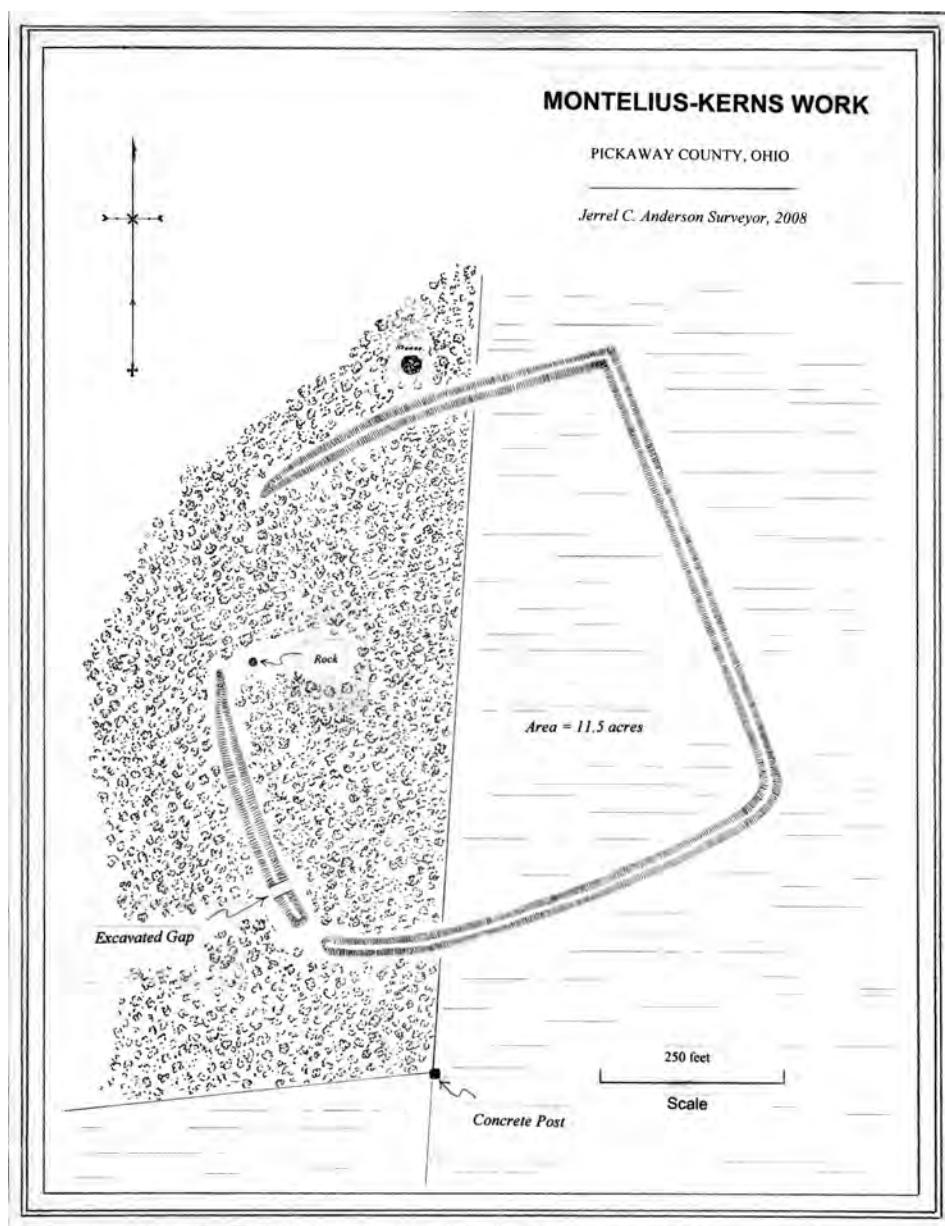 MONTELIUS-KERNS WORK
PICKAWAY COUNTY, OHIO
Jerrel C. Anderson Surveyor, 2008
Rock
Area = 11.5 acres
Excavated Gap
250 feet
Scale
Concrete Post